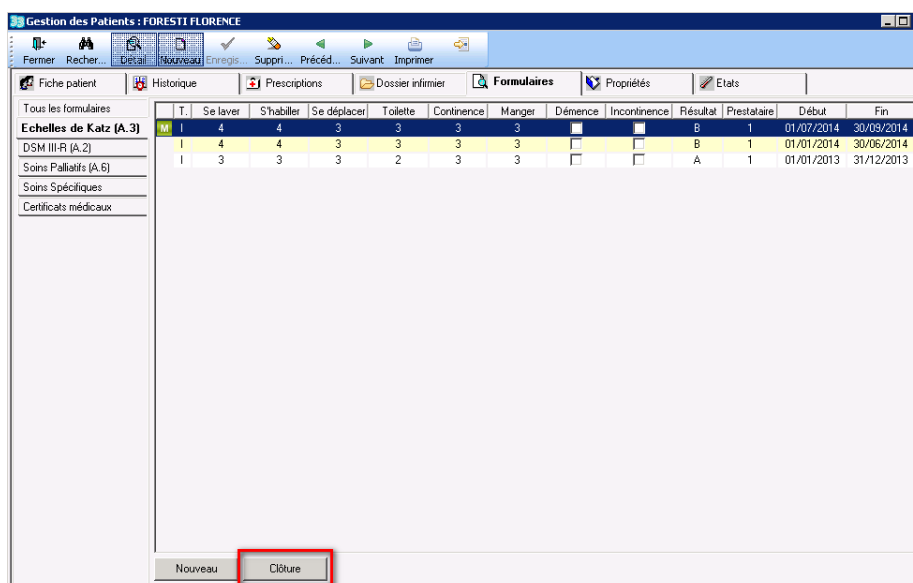 Gestion des Patients : FORESTI FLORENCE
Fermer Recher... Détail Nouveau Enregis... Suppri... Précéd... Suivant Imprimer
Fiche patient Historique Prescriptions Dossier infirmier Formulaires Propriétés Etats
Tous les formulaires
Echelles de Katz (A.3)
DSM III-R (A.2)
Soins Palliatifs (A.6)
Soins Spécifiques
Certificats médicaux
T. Se laver S'habiller Se déplacer Toilette Continence Manger Démence Incontinence Résultat Prestataire Début Fin
M I 4 4 3 3 3 3 B 1 01/07/2014 30/09/2014
I 4 4 3 3 3 3 B 1 01/01/2014 30/06/2014
I 3 3 3 2 3 3 A 1 01/01/2013 31/12/2013
Nouveau Clôture